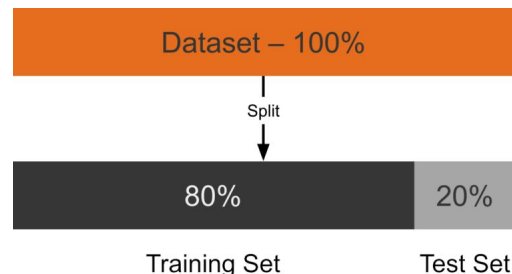 Dataset – 100%
Split
80%
20%
Training Set
Test Set